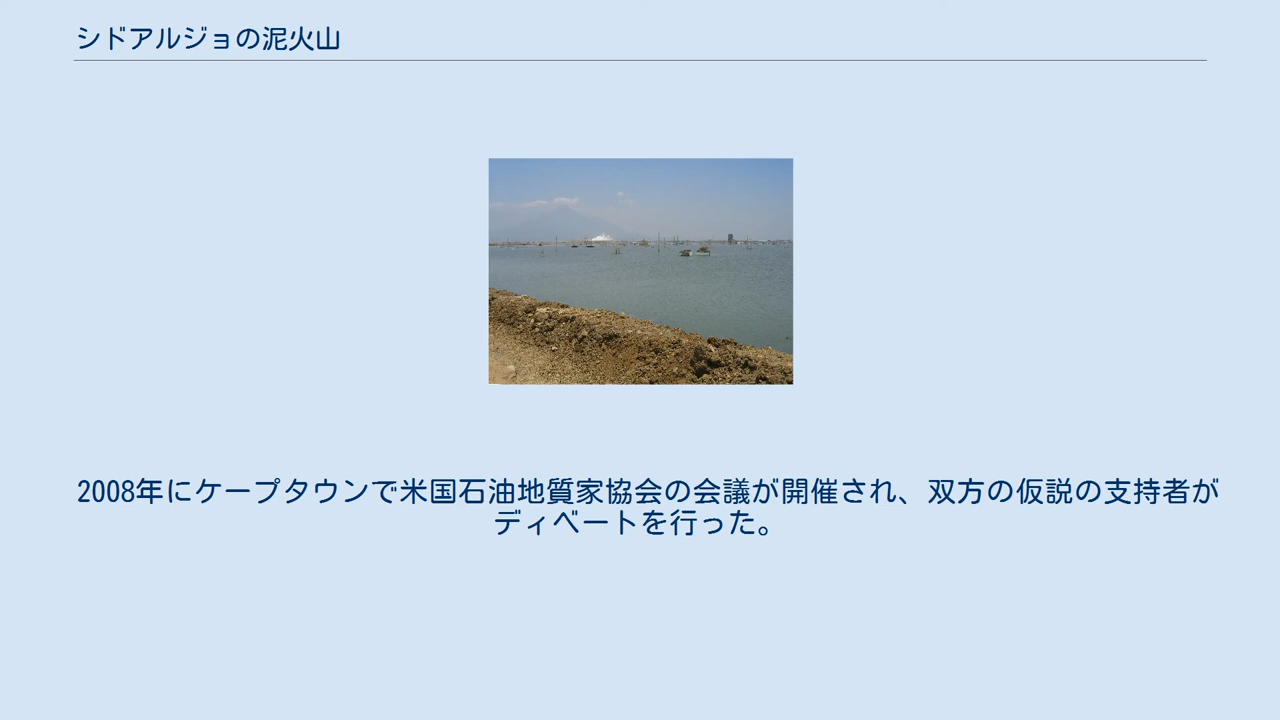 シドアルジョの泥火山
2008年にケープタウンで米国石油地質家協会の会議が開催され、双方の仮説の支持者が
ディベートを行った。